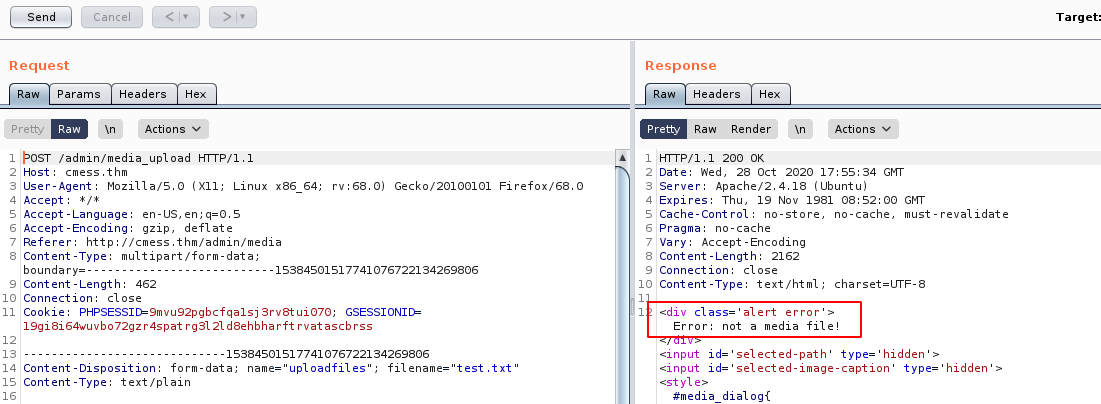 Send Cancel < > Target:
Request
Raw Params Headers Hex
Pretty Raw \n Actions
1 POST /admin/media_upload HTTP/1.1
2 Host: cmess.thm
3 User-Agent: Mozilla/5.0 (X11; Linux x86_64; rv:68.0) Gecko/20100101 Firefox/68.0
4 Accept: */*
5 Accept-Language: en-US,en;q=0.5
6 Accept-Encoding: gzip, deflate
7 Referer: http://cmess.thm/admin/media
8 Content-Type: multipart/form-data;
boundary=---------------------------153845015177410767221342​69806
9 Content-Length: 462
10 Connection: close
11 Cookie: PHPSESSID=9mvu92pgbcfqa1sj3rv8tui070; GSESSIONID=
19gi8i64wuvbo72gzr4spatrg3l2ld8ehbharftrvatascbrss
12
13 -----------------------------15384501517741076722134269806
14 Content-Disposition: form-data; name="uploadfiles"; filename="test.txt"
15 Content-Type: text/plain
16
Response
Raw Headers Hex
Pretty Raw Render \n Actions
1 HTTP/1.1 200 OK
2 Date: Wed, 28 Oct 2020 17:55:34 GMT
3 Server: Apache/2.4.18 (Ubuntu)
4 Expires: Thu, 19 Nov 1981 08:52:00 GMT
5 Cache-Control: no-store, no-cache, must-revalidate
6 Pragma: no-cache
7 Vary: Accept-Encoding
8 Content-Length: 2162
9 Connection: close
10 Content-Type: text/html; charset=UTF-8
11
12 <div class='alert error'>
Error: not a media file!
</div>
<input id='selected-path' type='hidden'>
<input id='selected-image-caption' type='hidden'>
<style>
#media_dialog{